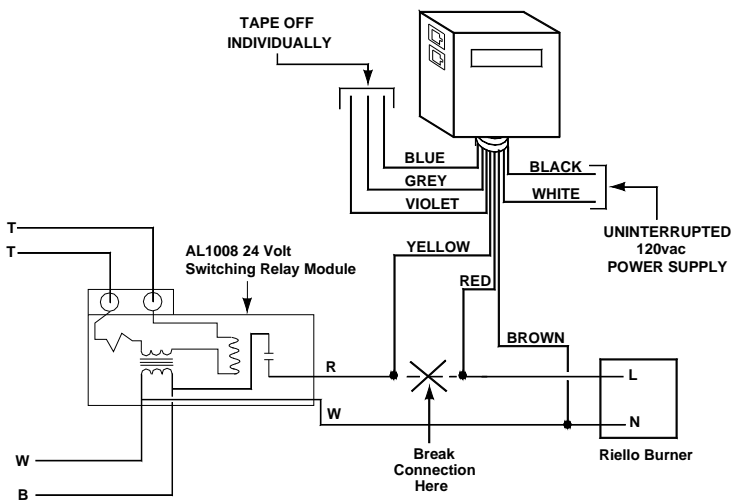 TAPE OFF
INDIVIDUALLY
BLUE
GREY
VIOLET
BLACK
WHITE
UNINTERRUPTED
120vac
POWER SUPPLY
YELLOW
RED
BROWN
T
T
AL1008 24 Volt
Switching Relay Module
R
W
L
N
Break
Connection
Here
Riello Burner
W
B